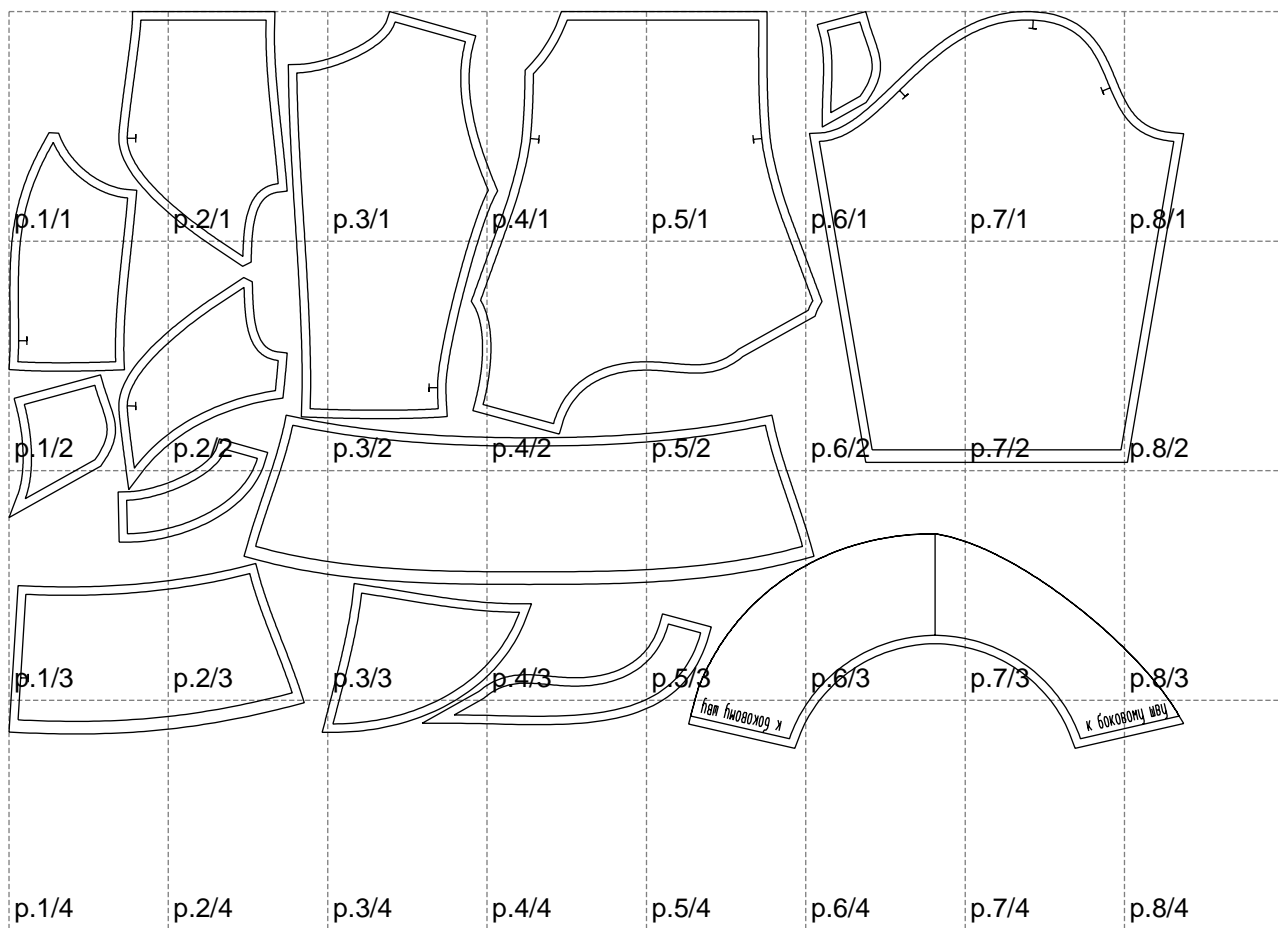 p.1/1 p.2/1 p.3/1 p.4/1 p.5/1 p.6/1 p.7/1 p.8/1
p.1/2 p.2/2 p.3/2 p.4/2 p.5/2 p.6/2 p.7/2 p.8/2
p.1/3 p.2/3 p.3/3 p.4/3 p.5/3 p.6/3 p.7/3 p.8/3
к боковому шву
к боковому шву
p.1/4 p.2/4 p.3/4 p.4/4 p.5/4 p.6/4 p.7/4 p.8/4